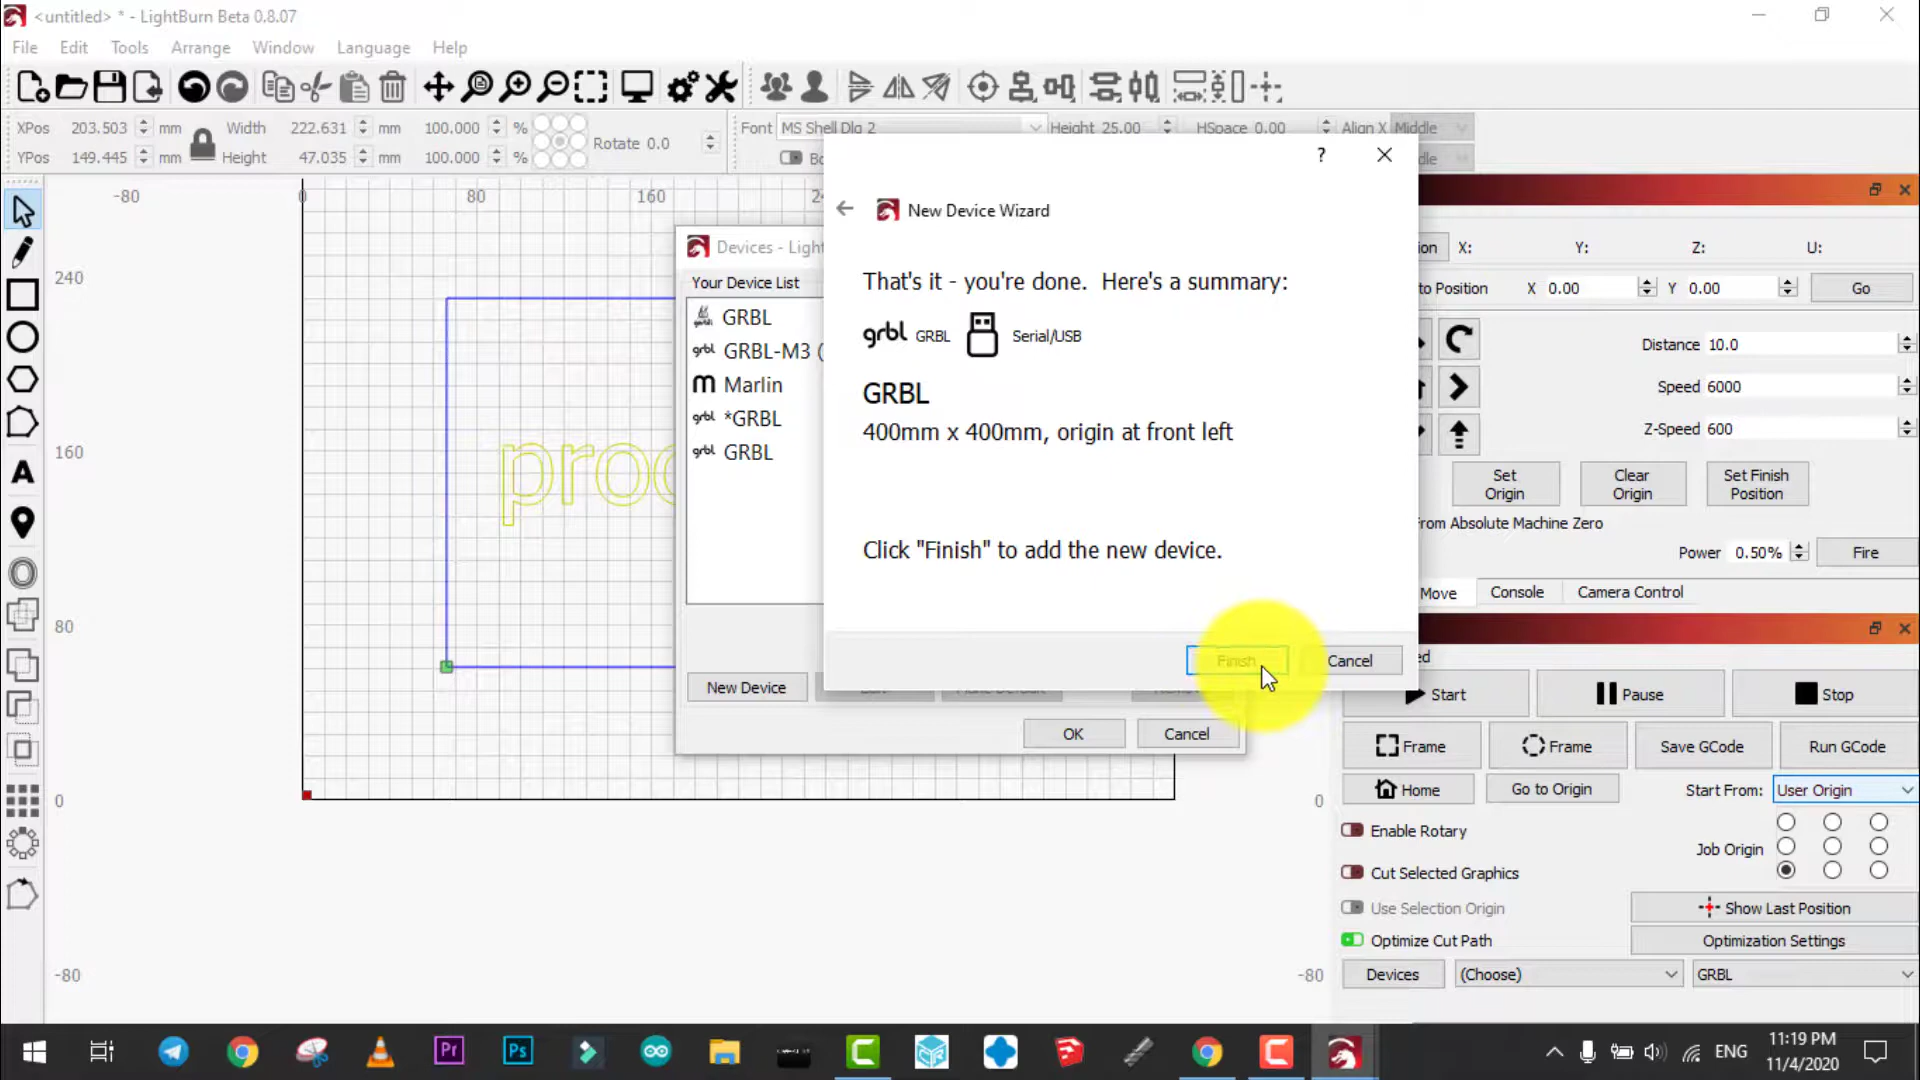 <untitled> * - LightBurn Beta 0.8.07
File Edit Tools Arrange Window Language Help
XPos 203.503 mm Width 222.631 mm 100.000 %
YPos 149.445 mm Height 47.035 mm 100.000 %
Rotate 0.0
Font MS Shell Dlg 2 Height 25.00 HSpace 0.00 Align X Middle
-80 0 80 160
240
160
80
0
-80
0
-80
Devices - Ligh
Your Device List
GRBL
GRBL-M3 (
Marlin
*GRBL
GRBL
New Device
OK Cancel
New Device Wizard
That's it - you're done. Here's a summary:
grbl GRBL Serial/USB
GRBL
400mm x 400mm, origin at front left
Click "Finish" to add the new device.
Finish Cancel
ion X: Y: Z: U:
to Position X 0.00 Y 0.00 Go
Distance 10.0
Speed 6000
Z-Speed 600
Set Origin Clear Origin Set Finish Position
From Absolute Machine Zero
Power 0.50% Fire
Move Console Camera Control
ed
Start Pause Stop
Frame Frame Save GCode Run GCode
Home Go to Origin Start From: User Origin
Enable Rotary
Job Origin
Cut Selected Graphics
Use Selection Origin Show Last Position
Optimize Cut Path Optimization Settings
Devices (Choose) GRBL
Pr Ps
ENG
11:19 PM
11/4/2020